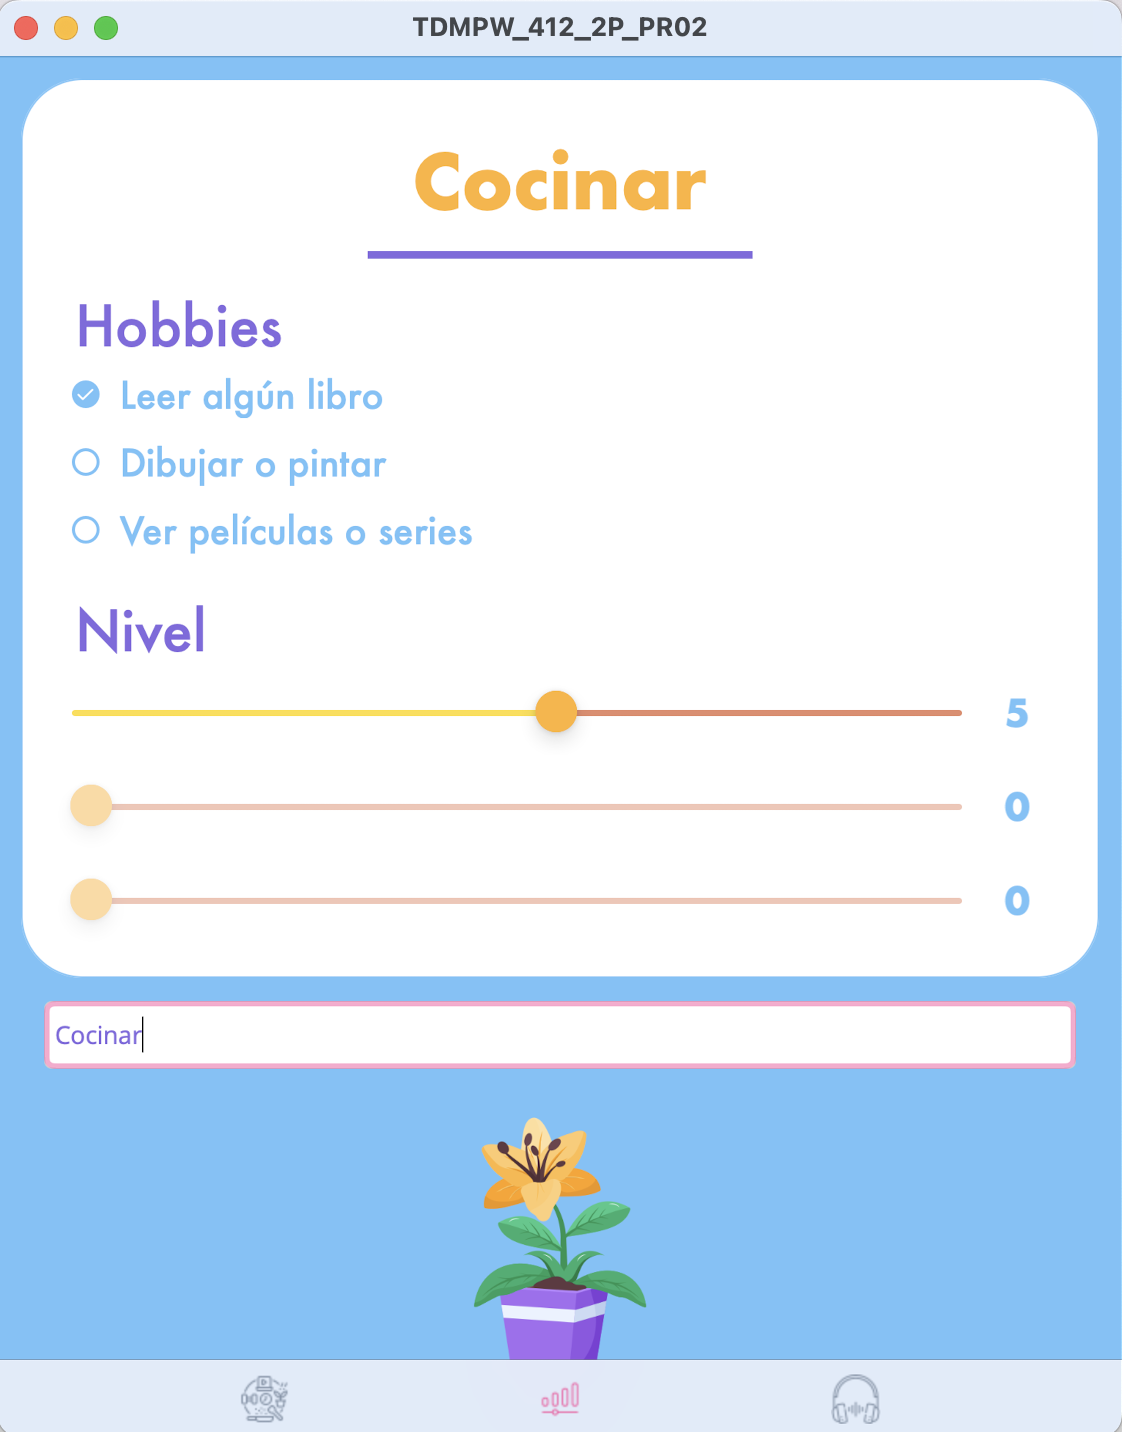 TDMPW_412_2P_PR02
Cocinar
Hobbies
Leer algún libro
Dibujar o pintar
Ver películas o series
Nivel
5
0
0
Cocinar